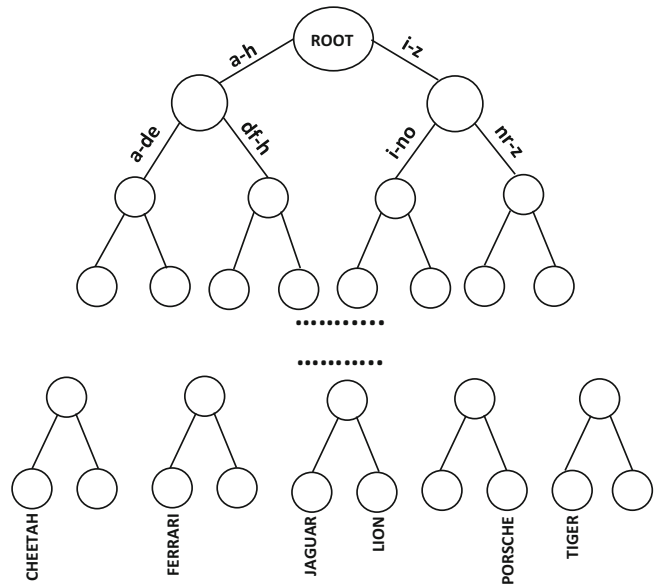 ROOT
a-h
i-z
a-de
df-h
i-no
nr-z
CHEETAH
FERRARI
JAGUAR
LION
PORSCHE
TIGER